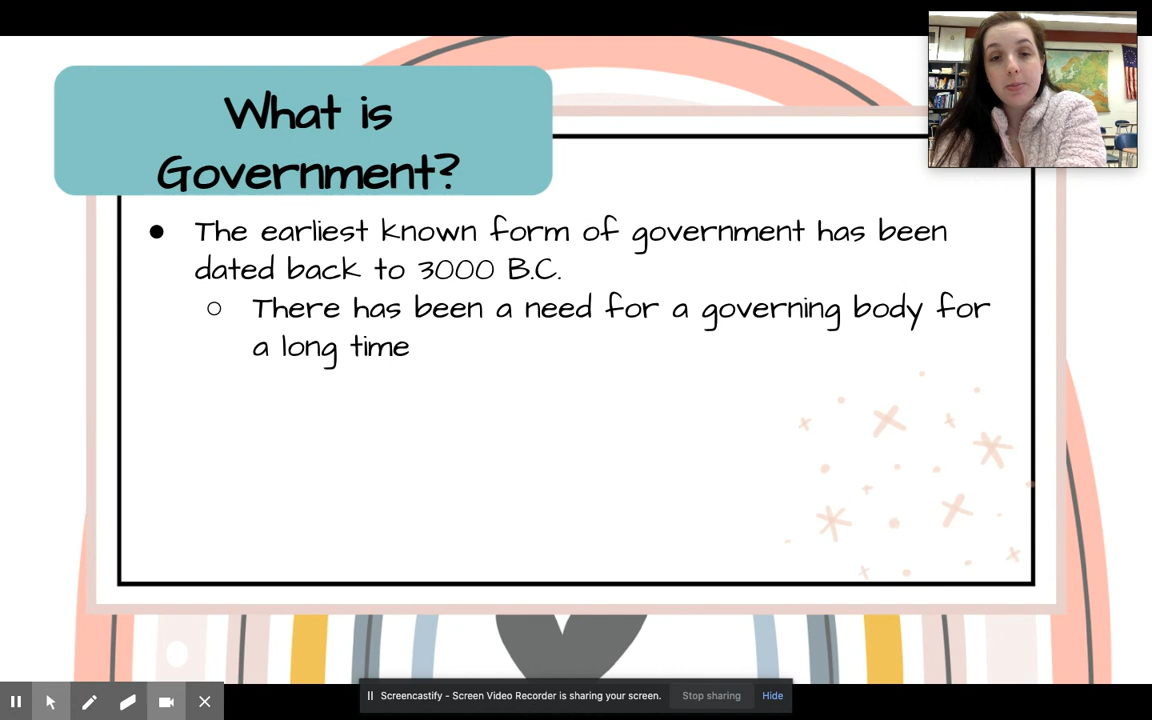 What is
Government?
The earliest known form of government has been
dated back to 3000 B.C.
There has been a need for a governing body for
a long time
Screencastify - Screen Video Recorder is sharing your screen. Stop sharing Hide